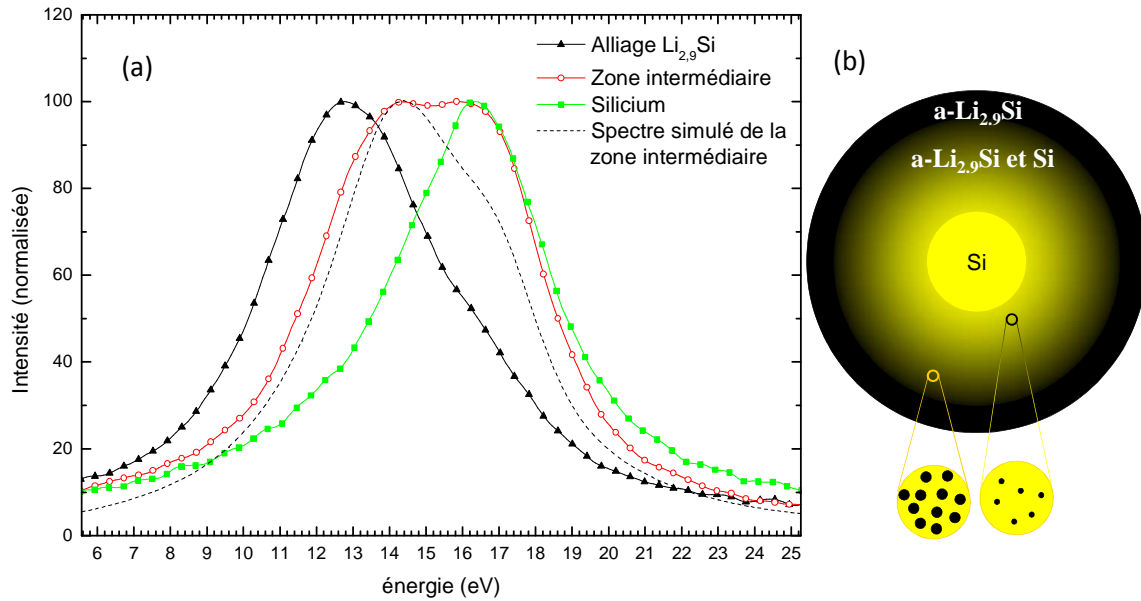 (a)
Alliage Li2,9Si
Zone intermédiaire
Silicium
Spectre simulé de la
zone intermédiaire
Intensité (normalisée)
120
100
80
60
40
20
0
6 7 8 9 10 11 12 13 14 15 16 17 18 19 20 21 22 23 24 25
énergie (eV)
(b)
a-Li2.9Si
a-Li2.9Si et Si
Si